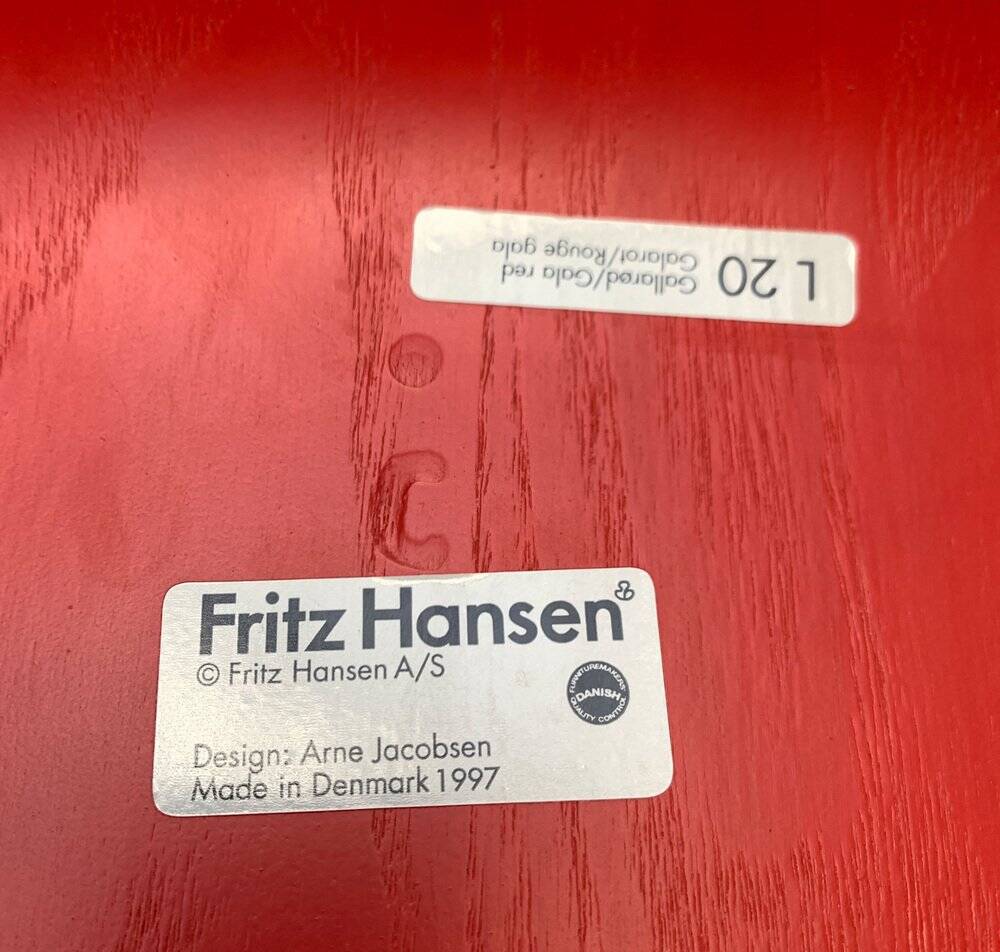 L 20
Gallarød/Gala red
Galarot/Rouge gala
C
Fritz Hansen
© Fritz Hansen A/S
FURNITUREMAKERS'
DANISH
QUALITY CONTROL
Design: Arne Jacobsen
Made in Denmark 1997